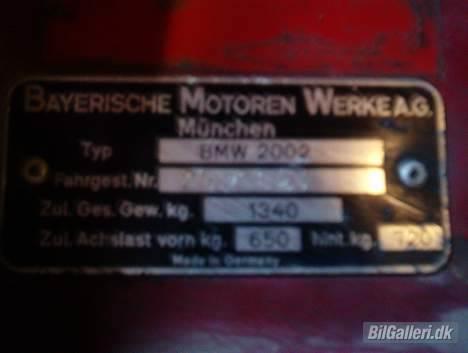 BAYERISCHE MOTOREN WERKE A.G.
München
Typ BMW 2002
Fahrgest. Nr.
Zul. Ges. Gew. kg. 1340
Zul. Achslast vorn kg. 650 hint. kg. 720
Made in Germany
BilGalleri.dk